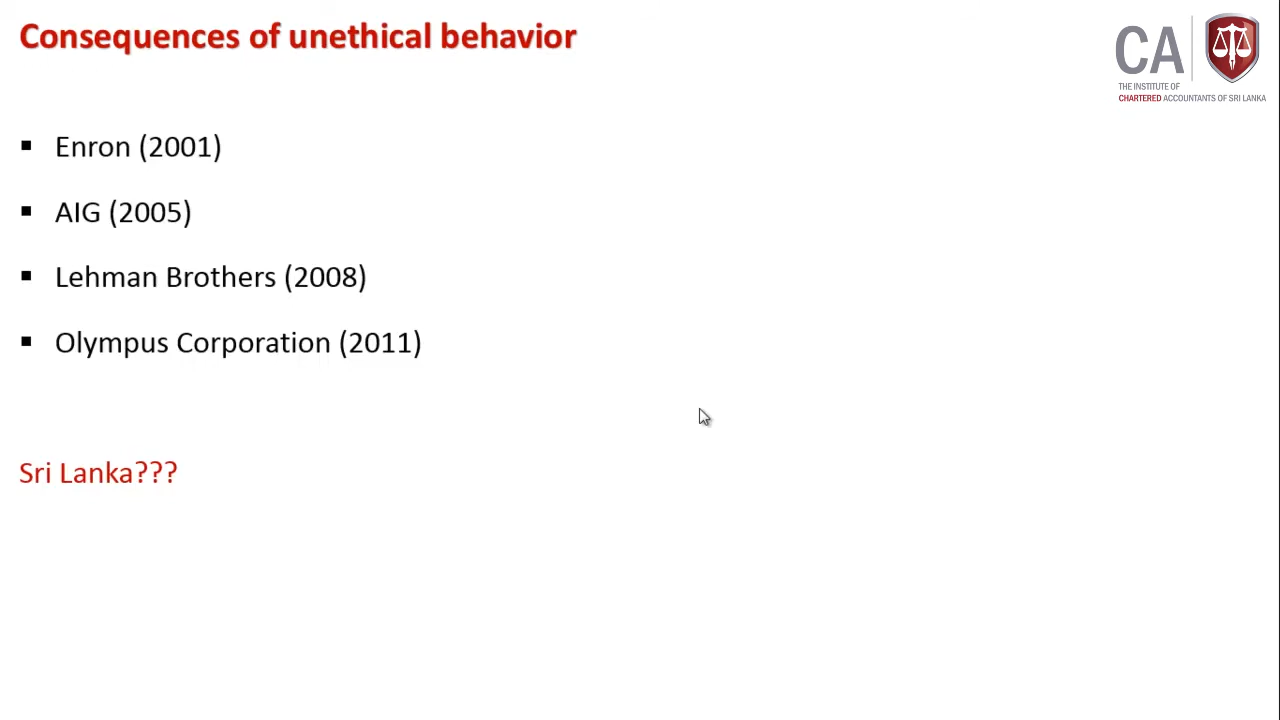 Consequences of unethical behavior
CA
THE INSTITUTE OF
CHARTERED ACCOUNTANTS OF SRI LANKA
▪ Enron (2001)
▪ AIG (2005)
▪ Lehman Brothers (2008)
▪ Olympus Corporation (2011)
Sri Lanka???